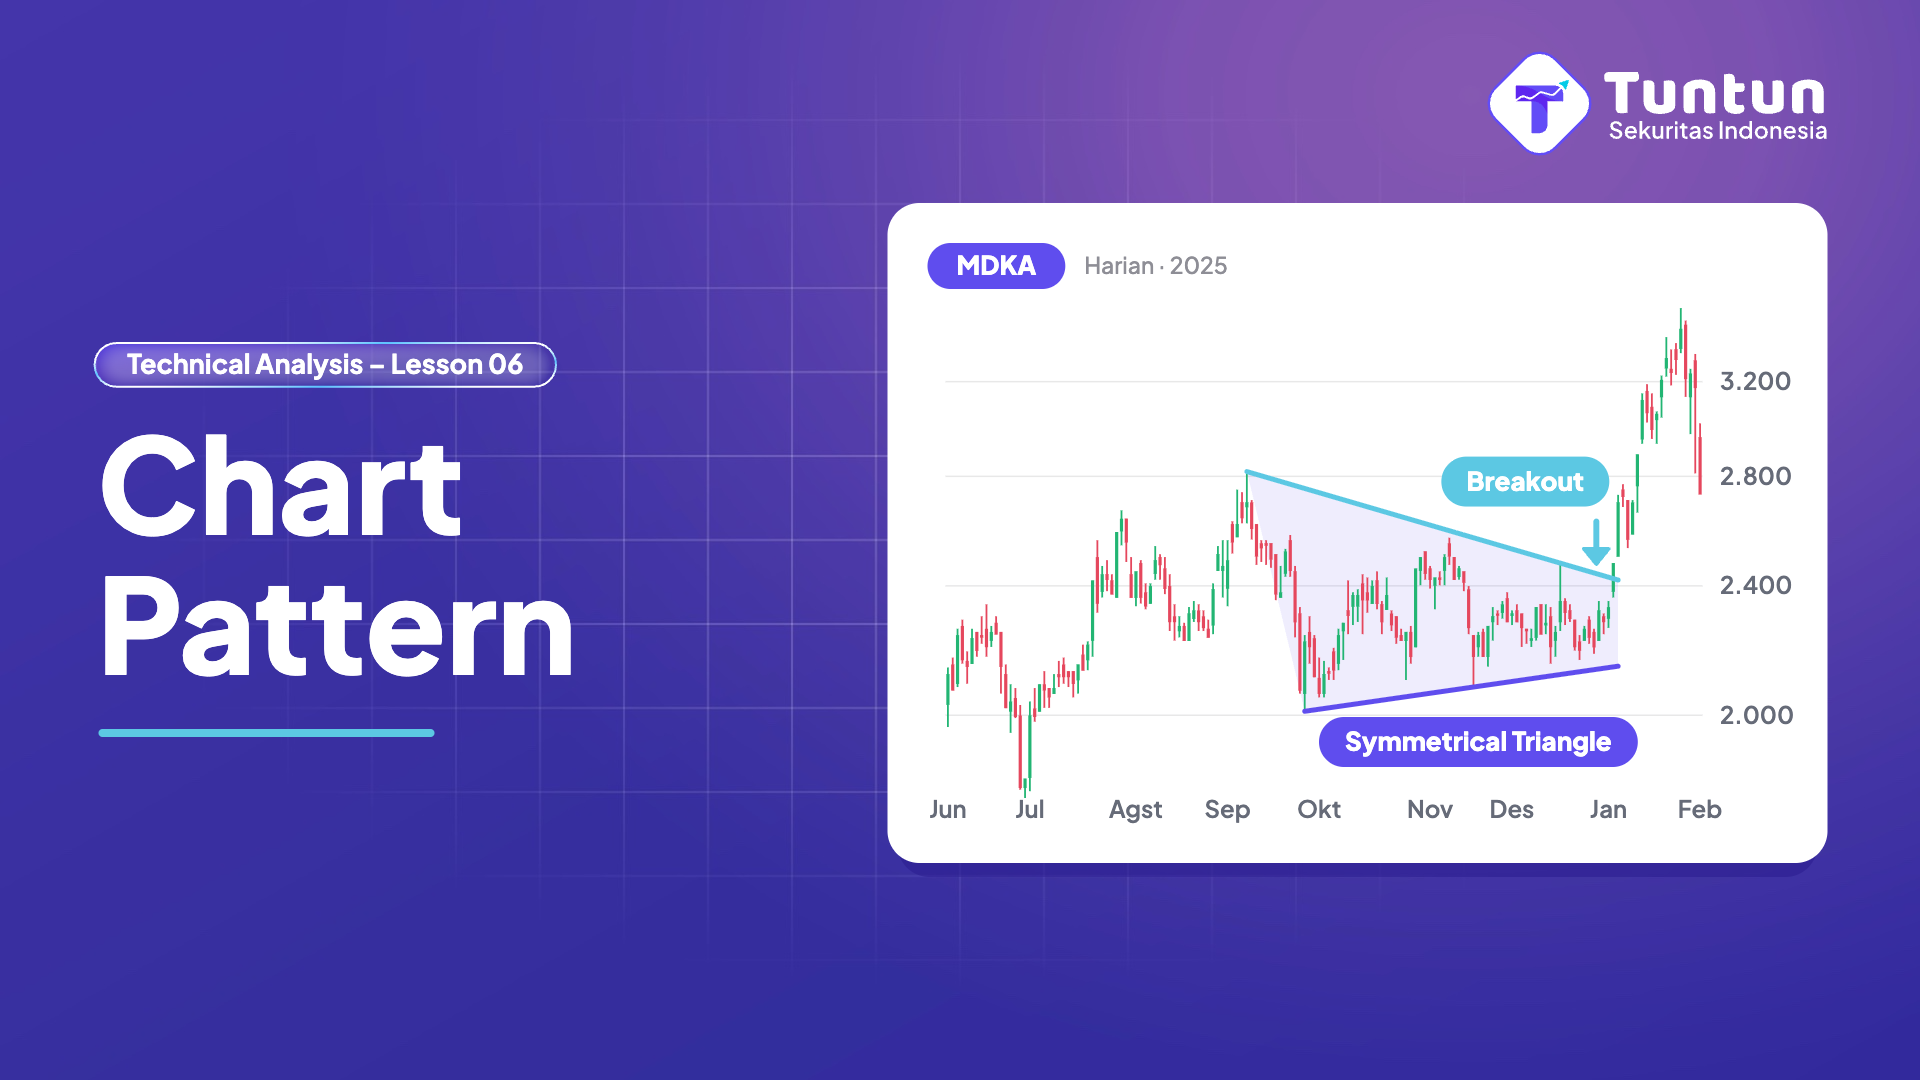 Tuntun
Sekuritas Indonesia
MDKA
Harian · 2025
Technical Analysis – Lesson 06
Chart
Pattern
3.200
2.800
2.400
2.000
Breakout
Symmetrical Triangle
Jun Jul Agst Sep Okt Nov Des Jan Feb